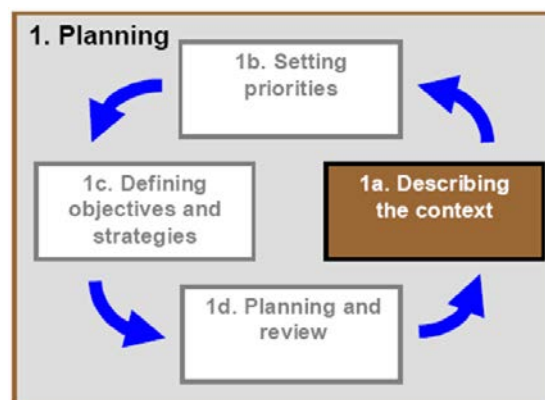 1. Planning
1b. Setting
priorities
1c. Defining
objectives and
strategies
1a. Describing
the context
1d. Planning and
review